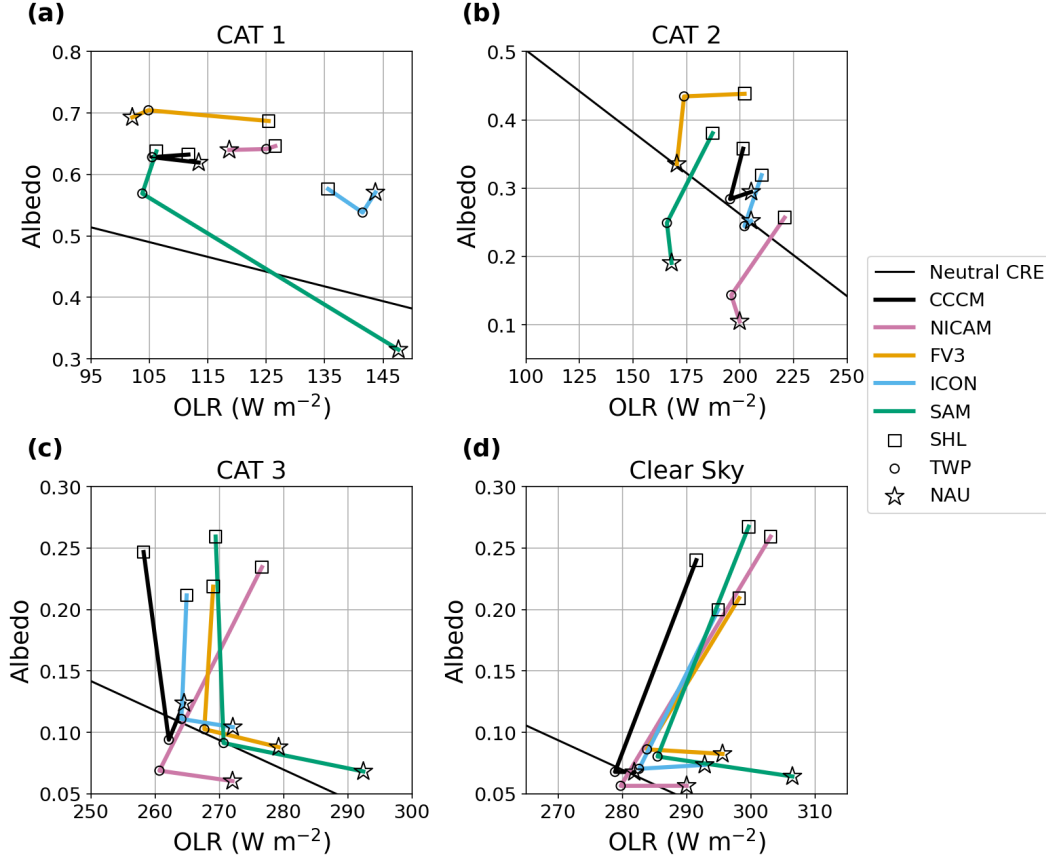 (a)
CAT 1
Albedo
0.8
0.7
0.6
0.5
0.4
0.3
95 105 115 125 135 145
OLR (W m⁻²)
(b)
CAT 2
Albedo
0.5
0.4
0.3
0.2
0.1
100 125 150 175 200 225 250
OLR (W m⁻²)
Neutral CRE
CCCM
NICAM
FV3
ICON
SAM
SHL
TWP
NAU
(c)
CAT 3
Albedo
0.30
0.25
0.20
0.15
0.10
0.05
250 260 270 280 290 300
OLR (W m⁻²)
(d)
Clear Sky
Albedo
0.30
0.25
0.20
0.15
0.10
0.05
270 280 290 300 310
OLR (W m⁻²)